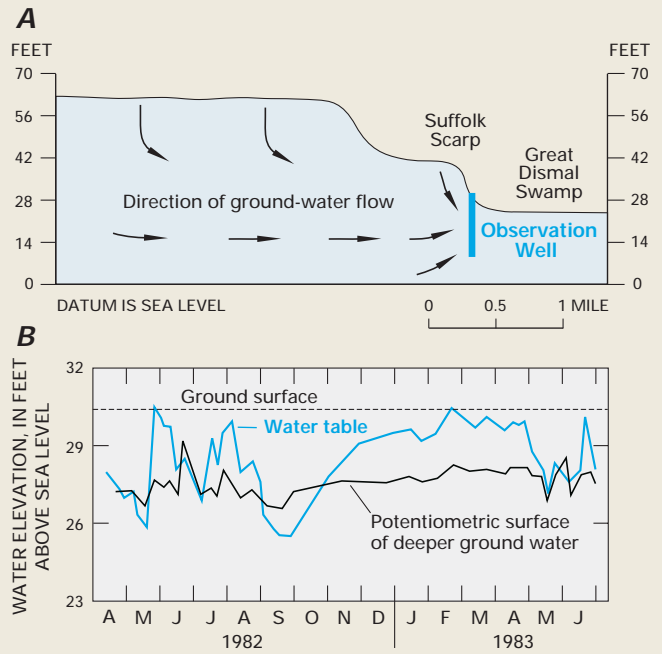 A
FEET
FEET
70
56
42
28
14
0
70
56
42
28
14
0
Suffolk
Scarp
Great
Dismal
Swamp
Direction of ground-water flow
Observation
Well
DATUM IS SEA LEVEL
0 0.5 1 MILE
B
WATER ELEVATION, IN FEET
ABOVE SEA LEVEL
32
29
26
23
Ground surface
Water table
Potentiometric surface
of deeper ground water
A M J J A S O N D J F M A M J
1982 1983